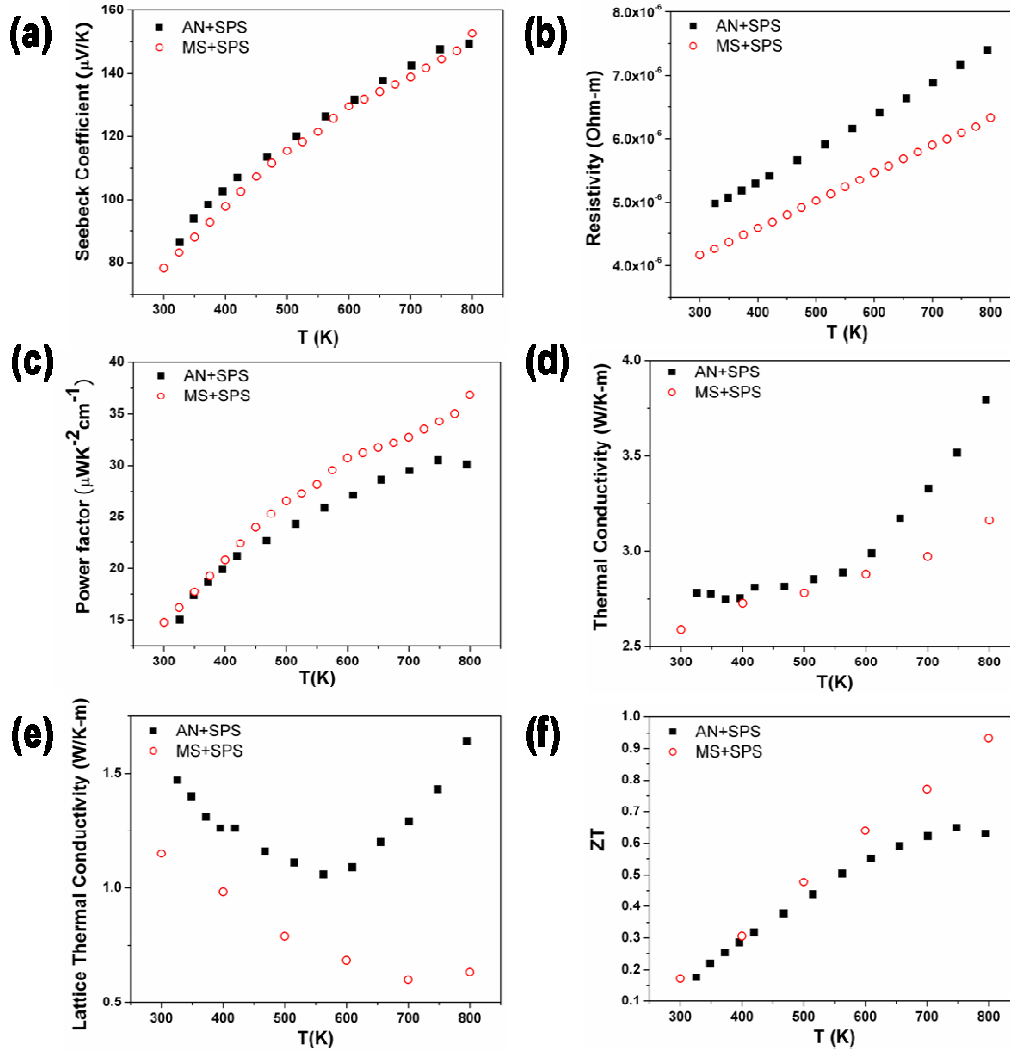 (a)
AN+SPS
MS+SPS
Seebeck Coefficient (μV/K)
160
140
120
100
80
300 400 500 600 700 800
T (K)
(b)
AN+SPS
MS+SPS
Resistivity (Ohm-m)
8.0x10⁻⁶
7.0x10⁻⁶
6.0x10⁻⁶
5.0x10⁻⁶
4.0x10⁻⁶
300 400 500 600 700 800
T (K)
(c)
AN+SPS
MS+SPS
Power factor (μWK⁻²cm⁻¹)
40
35
30
25
20
15
300 400 500 600 700 800
T(K)
(d)
AN+SPS
MS+SPS
Thermal Conductivity (W/K-m)
4.0
3.5
3.0
2.5
300 400 500 600 700 800
T(K)
(e)
AN+SPS
MS+SPS
Lattice Thermal Conductivity (W/K-m)
1.5
1.0
0.5
300 400 500 600 700 800
T(K)
(f)
AN+SPS
MS+SPS
ZT
1.0
0.9
0.8
0.7
0.6
0.5
0.4
0.3
0.2
0.1
300 400 500 600 700 800
T (K)